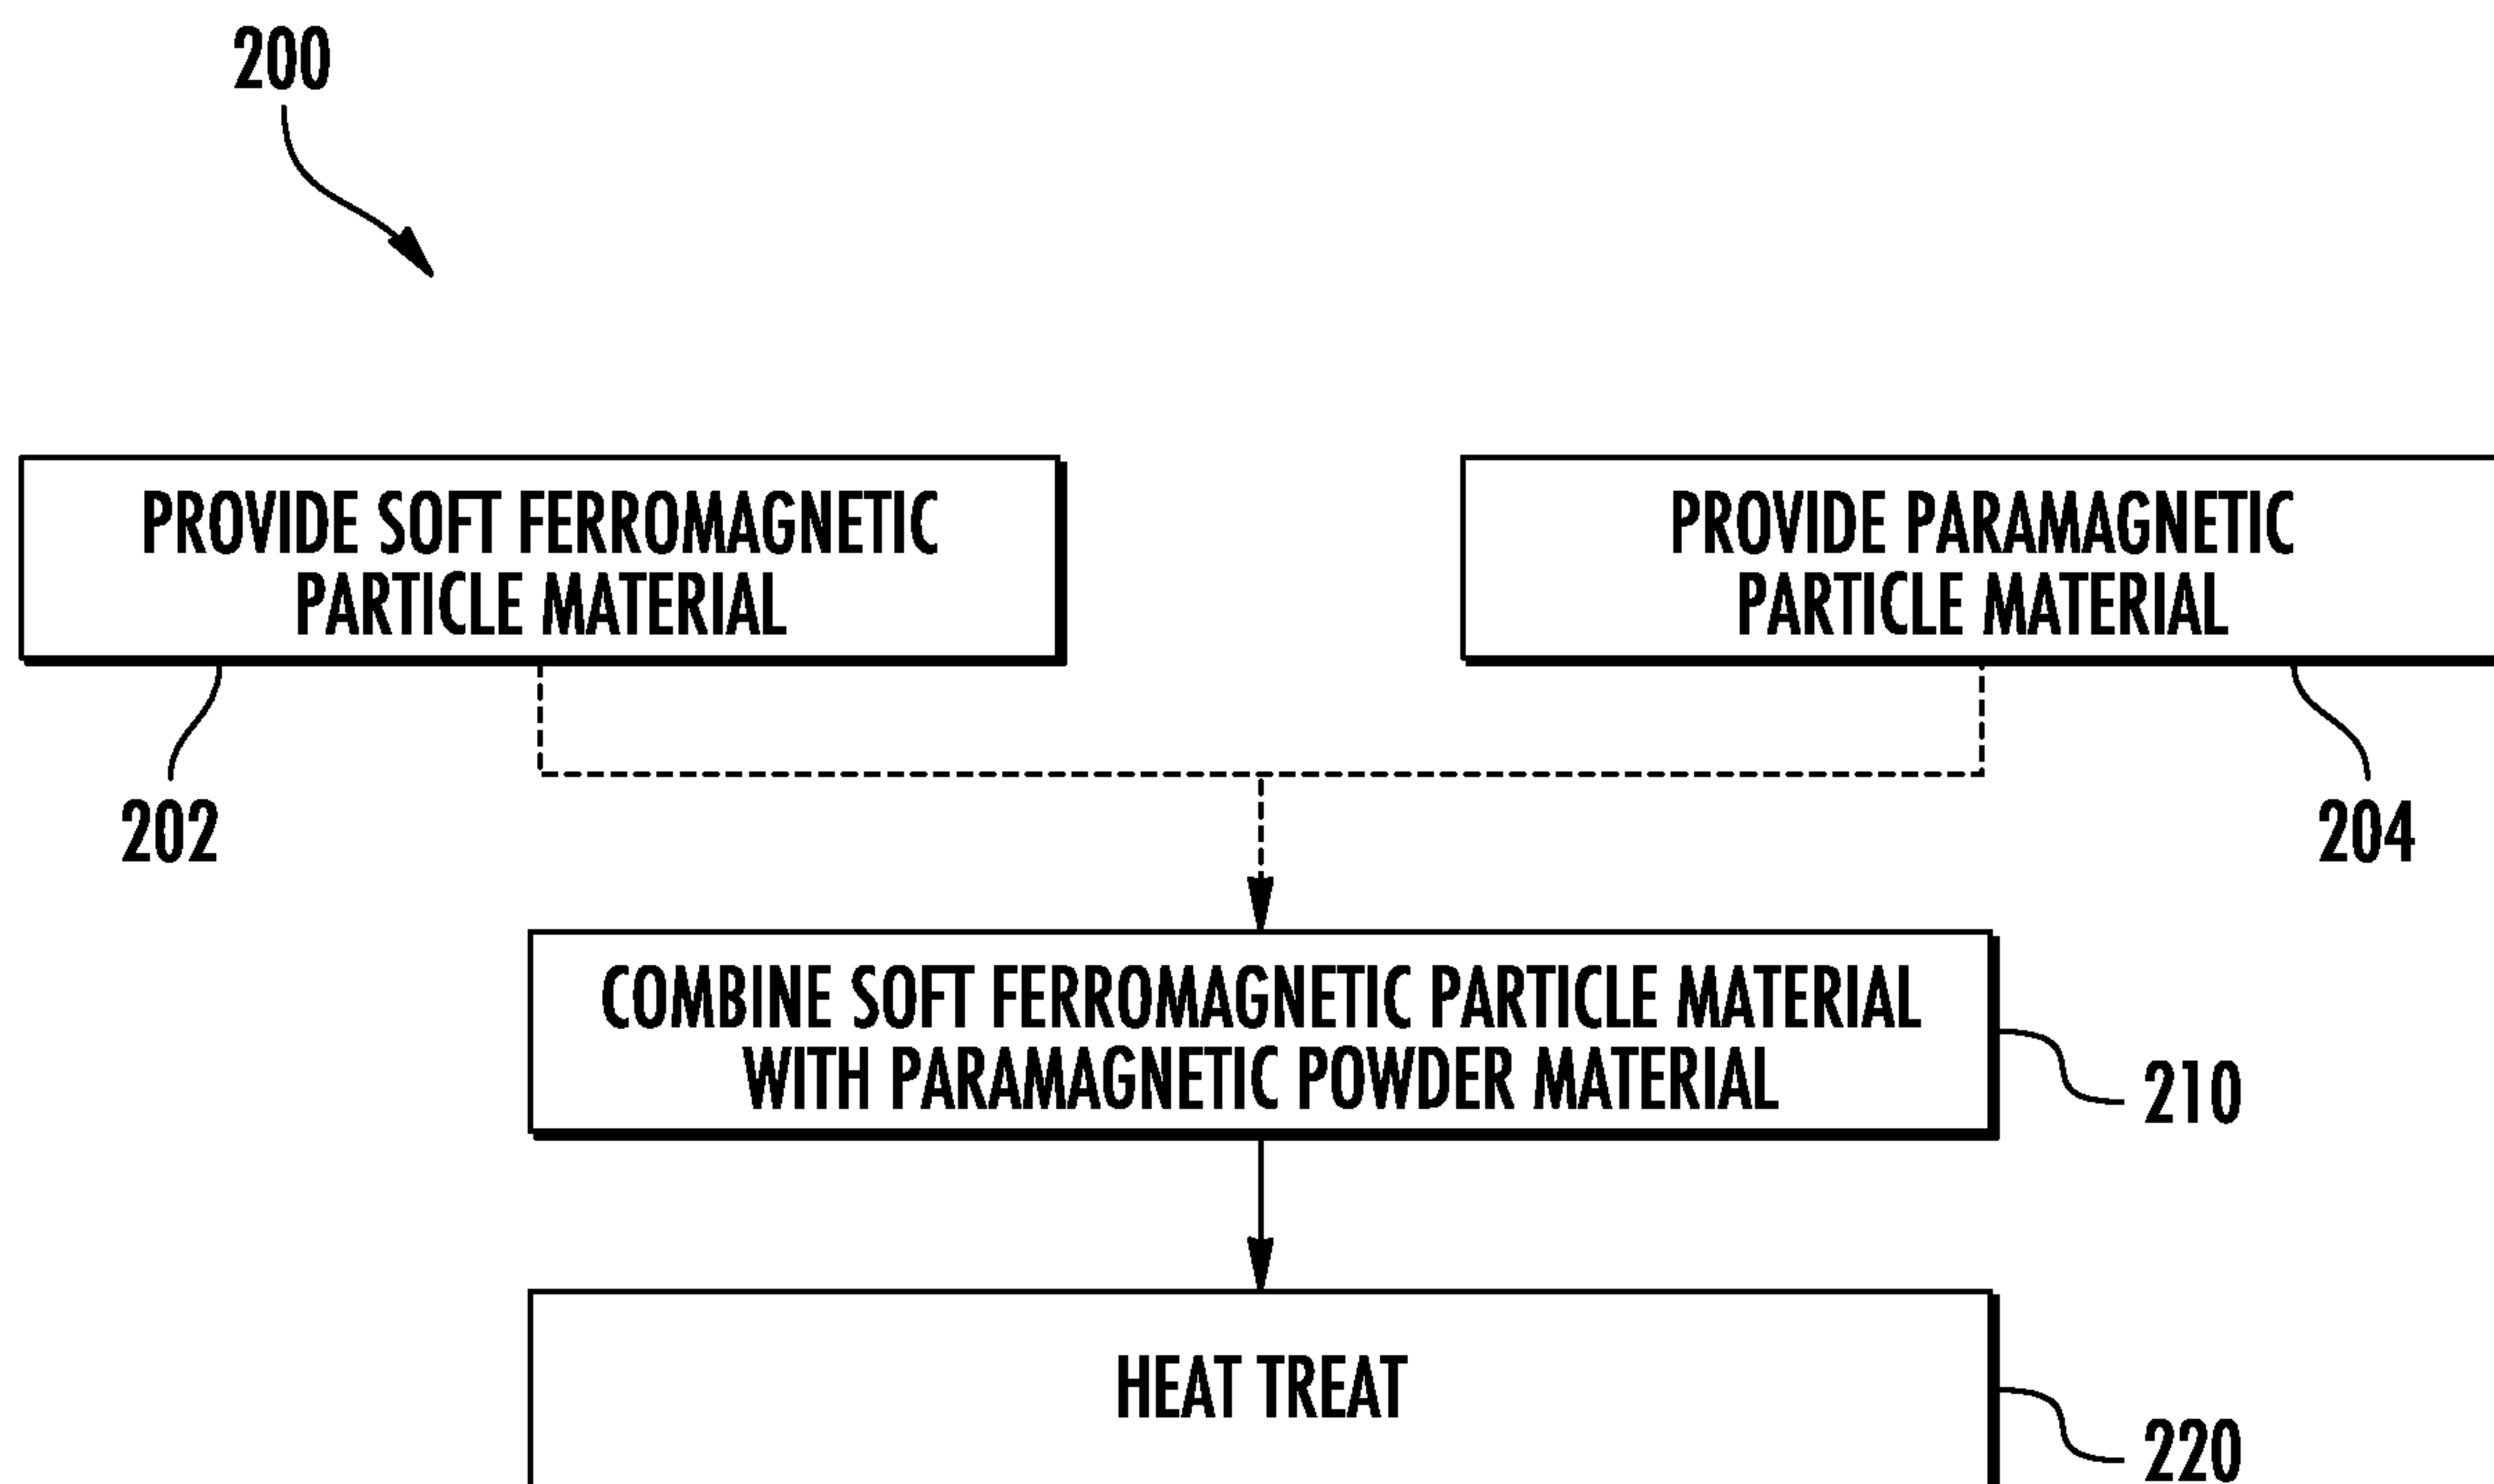 200
PROVIDE SOFT FERROMAGNETIC
PARTICLE MATERIAL
PROVIDE PARAMAGNETIC
PARTICLE MATERIAL
202
204
COMBINE SOFT FERROMAGNETIC PARTICLE MATERIAL
WITH PARAMAGNETIC POWDER MATERIAL
210
HEAT TREAT
220